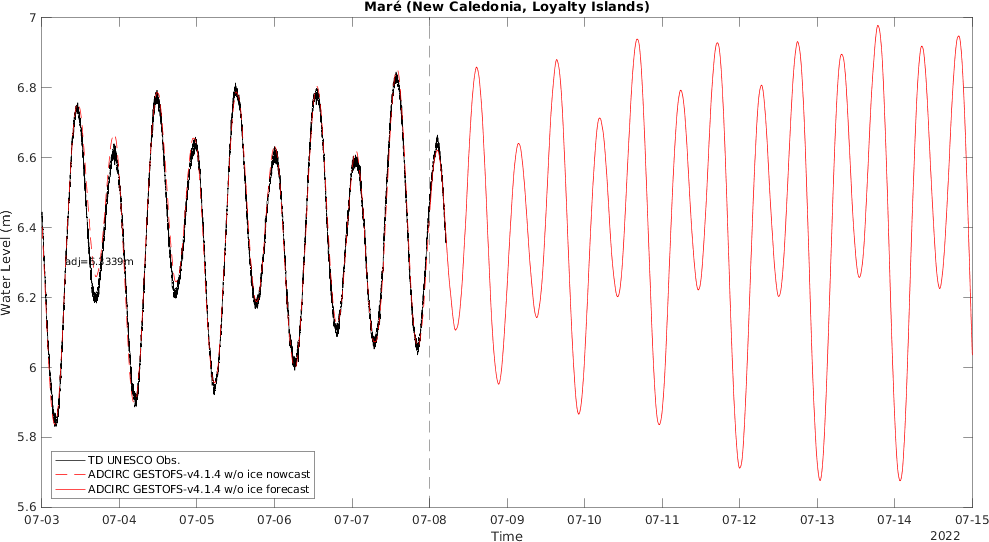 Maré (New Caledonia, Loyalty Islands)
7
6.8
6.6
6.4
6.2
6
5.8
5.6
Water Level (m)
TD UNESCO Obs.
ADCIRC GESTOFS-v4.1.4 w/o ice nowcast
ADCIRC GESTOFS-v4.1.4 w/o ice forecast
07-03 07-04 07-05 07-06 07-07 07-08 07-09 07-10 07-11 07-12 07-13 07-14 07-15
Time
2022